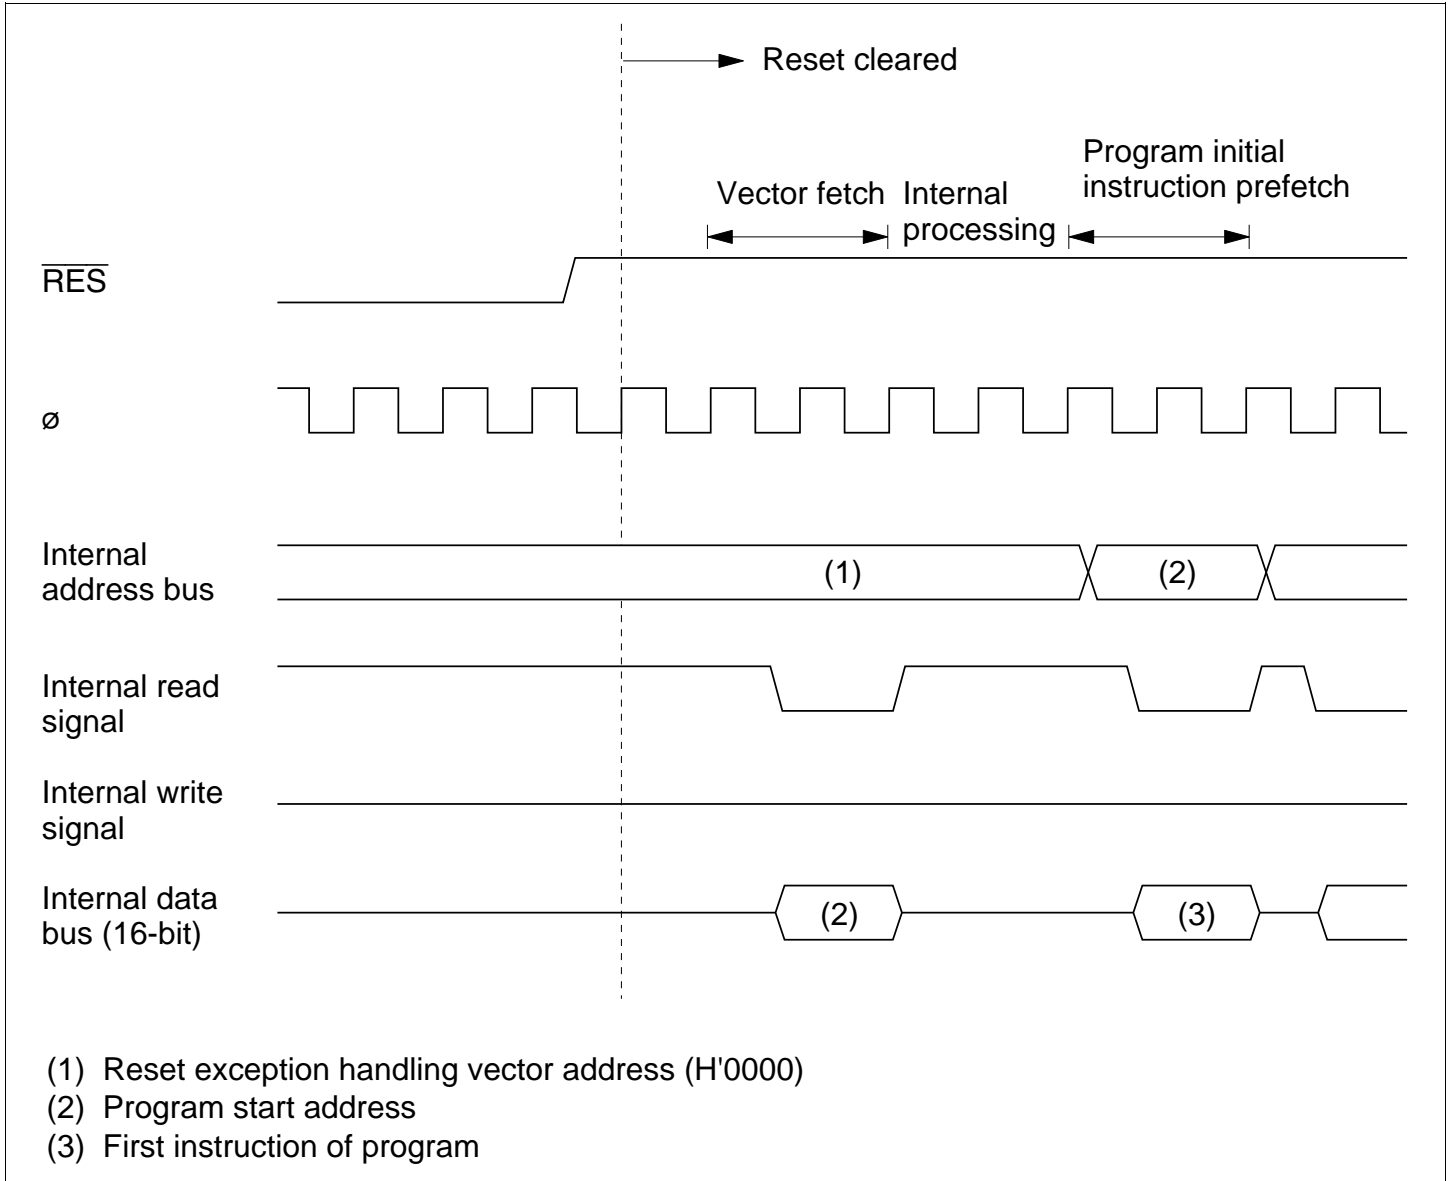 Reset cleared
Program initial
instruction prefetch
Vector fetch
Internal
processing
RES
ø
Internal
address bus
(1)
(2)
Internal read
signal
Internal write
signal
Internal data
bus (16-bit)
(2)
(3)
(1) Reset exception handling vector address (H'0000)
(2) Program start address
(3) First instruction of program